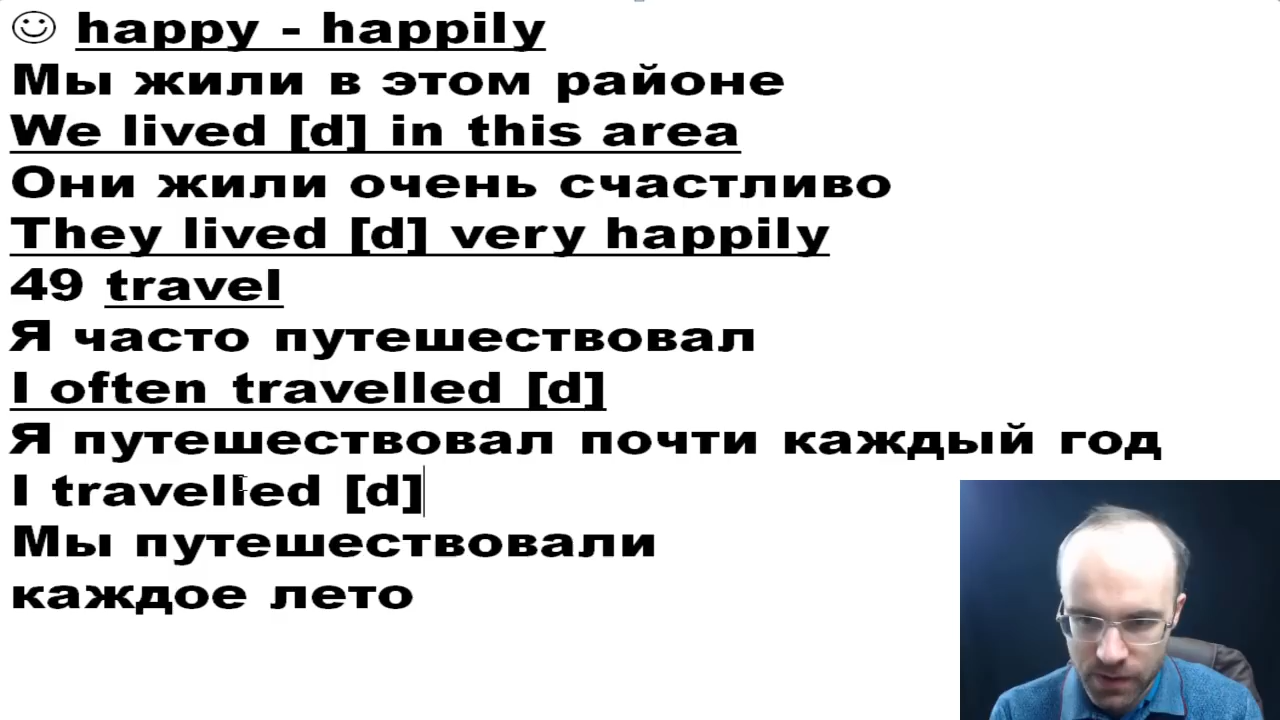 ☺ happy - happily
Мы жили в этом районе
We lived [d] in this area
Они жили очень счастливо
They lived [d] very happily
49 travel
Я часто путешествовал
I often travelled [d]
Я путешествовал почти каждый год
I travelled [d]
Мы путешествовали
каждое лето